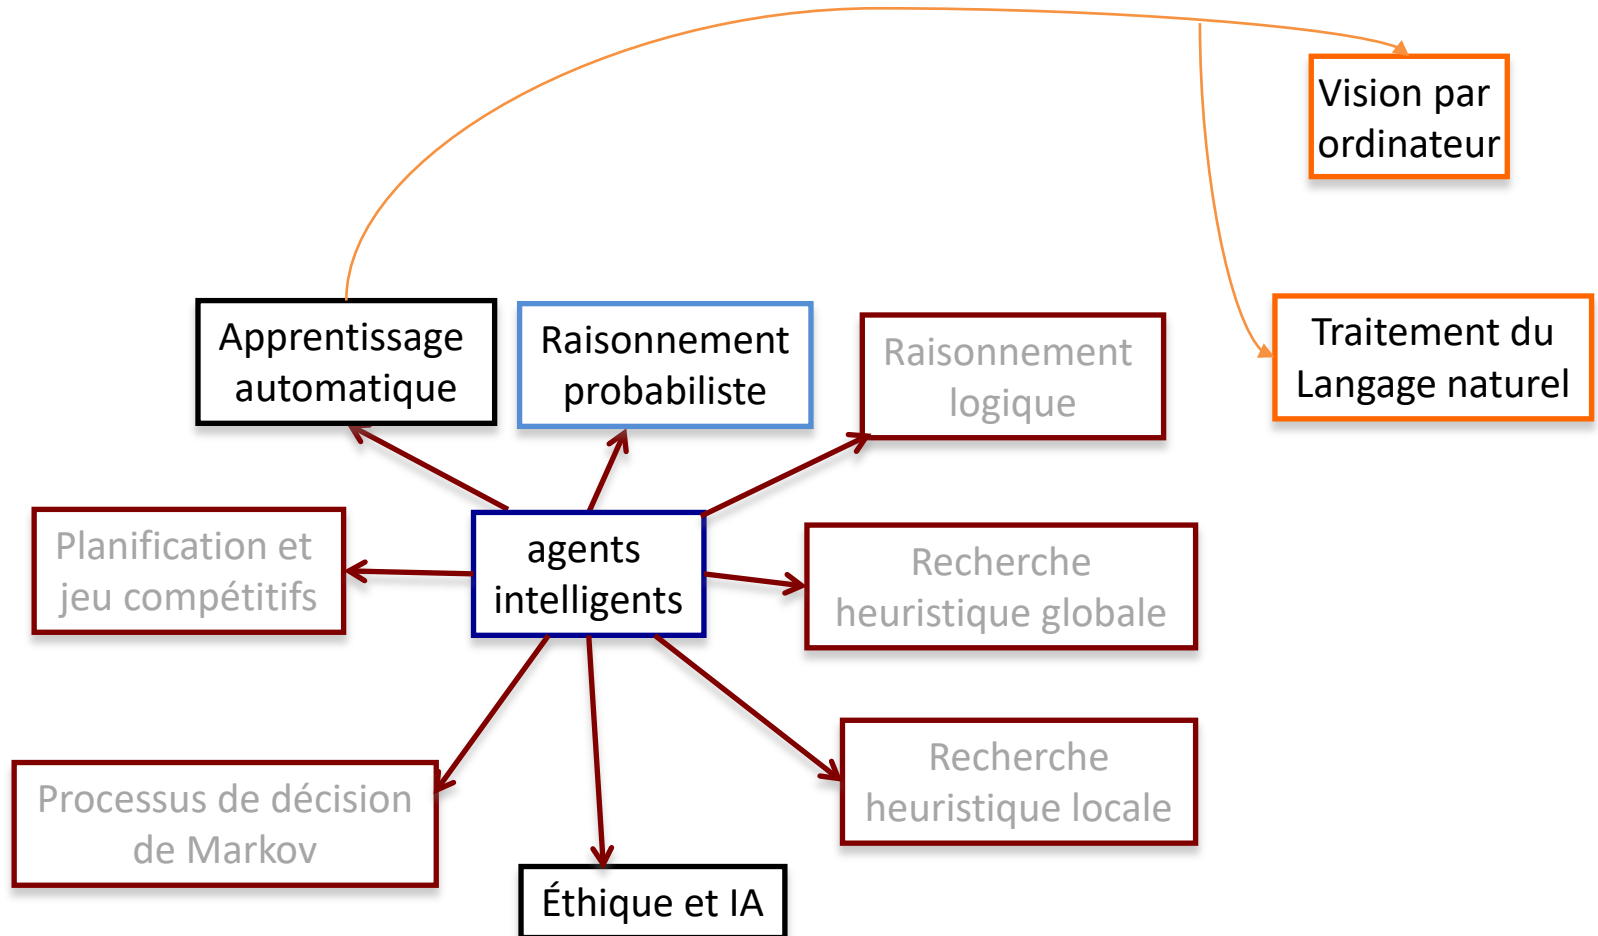 Vision par
ordinateur
Apprentissage
automatique
Raisonnement
probabiliste
Raisonnement
logique
Traitement du
Langage naturel
Planification et
jeu compétitifs
agents
intelligents
Recherche
heuristique globale
Processus de décision
de Markov
Recherche
heuristique locale
Éthique et IA